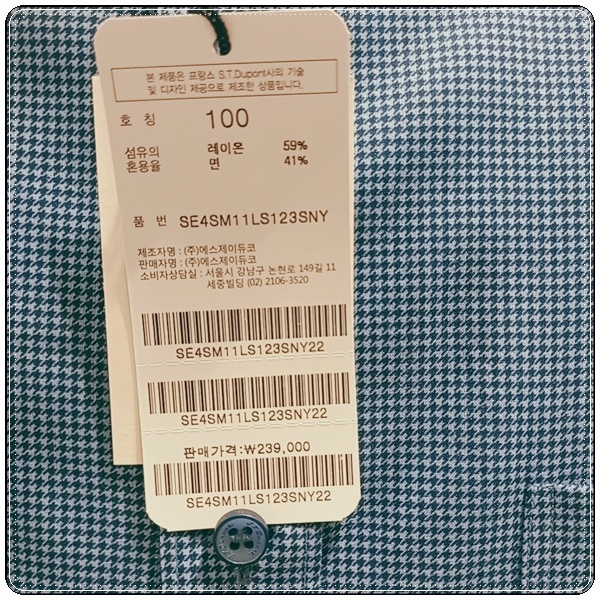 본 제품은 프랑스 S.T.Dupont사의 기술
및 디자인 제공으로 제조한 상품입니다.
호 칭 100
섬유의 레이온 59%
혼용율 면 41%
품 번 SE4SM11LS123SNY
제조자명 : (주)에스제이듀코
판매자명 : (주)에스제이듀코
소비자상담실 : 서울시 강남구 논현로 149길 11
세중빌딩 (02) 2106-3520
SE4SM11LS123SNY22
SE4SM11LS123SNY22
판매가격:₩239,000
SE4SM11LS123SNY22